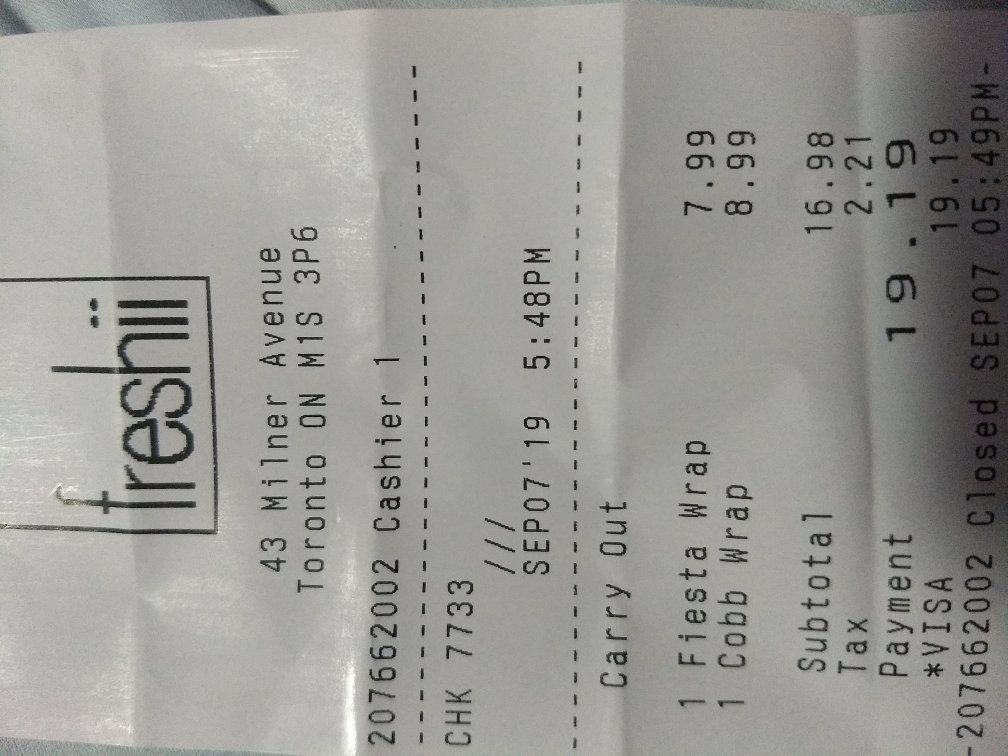 freshii
43 Milner Avenue
Toronto ON M1S 3P6
207662002 Cashier 1
--------------------------------
CHK 7733
///
SEP07'19 5:48PM
--------------------------------
Carry Out
1 Fiesta Wrap 7.99
1 Cobb Wrap 8.99
Subtotal 16.98
Tax 2.21
Payment 19.19
*VISA 19.19
-207662002 Closed SEP07 05:49PM-